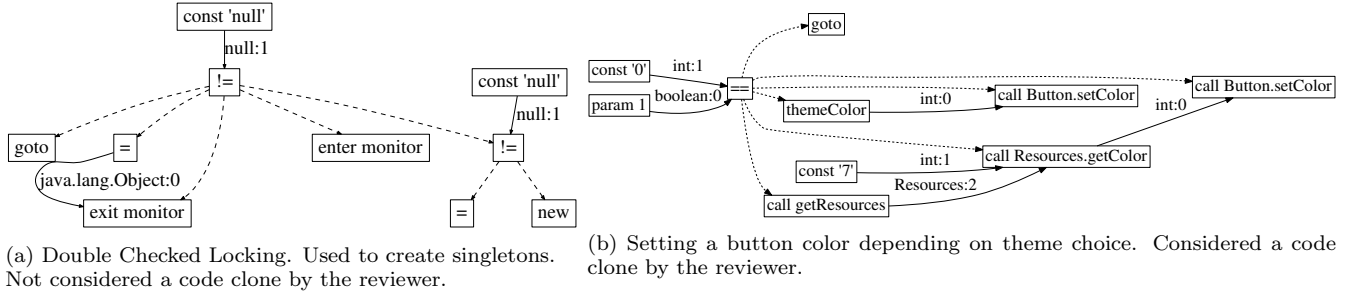 const 'null'
null:1
!=
const 'null'
null:1
goto
=
enter monitor
!=
java.lang.Object:0
exit monitor
=
new
(a) Double Checked Locking. Used to create singletons.
Not considered a code clone by the reviewer.
goto
const '0'
int:1
==
call Button.setColor
param 1
boolean:0
themeColor
int:0
call Button.setColor
int:0
const '7'
int:1
call Resources.getColor
Resources:2
call getResources
(b) Setting a button color depending on theme choice. Considered a code
clone by the reviewer.